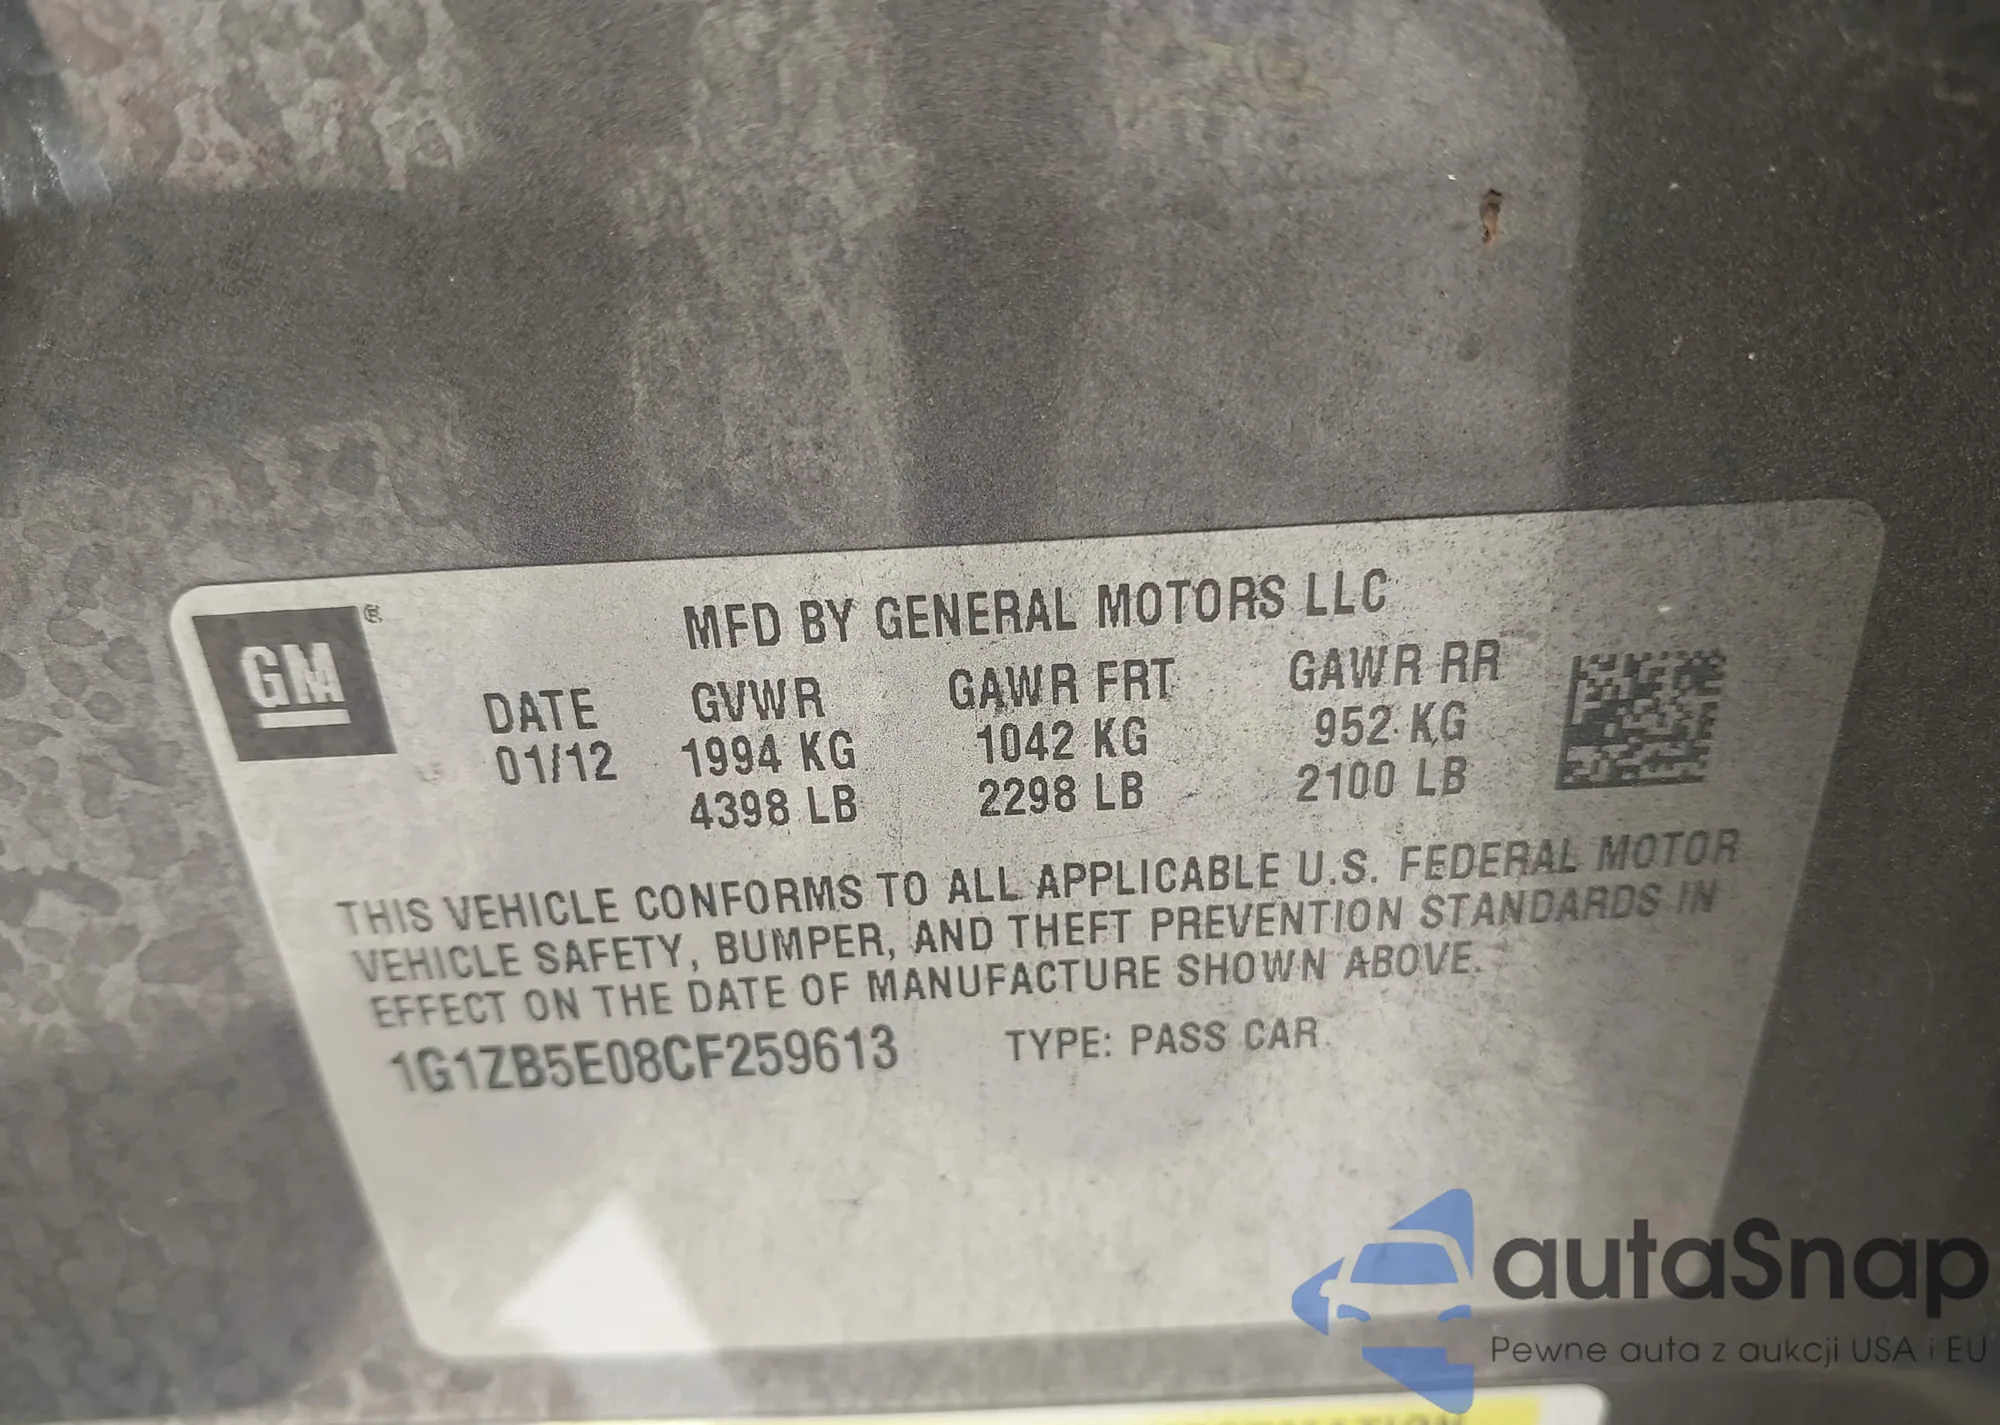 GM ®
MFD BY GENERAL MOTORS LLC
DATE GVWR GAWR FRT GAWR RR
01/12 1994 KG 1042 KG 952 KG
4398 LB 2298 LB 2100 LB
THIS VEHICLE CONFORMS TO ALL APPLICABLE U.S. FEDERAL MOTOR
VEHICLE SAFETY, BUMPER, AND THEFT PREVENTION STANDARDS IN
EFFECT ON THE DATE OF MANUFACTURE SHOWN ABOVE.
1G1ZB5E08CF259613 TYPE: PASS CAR
autaSnap
Pewne auta z aukcji USA i EU